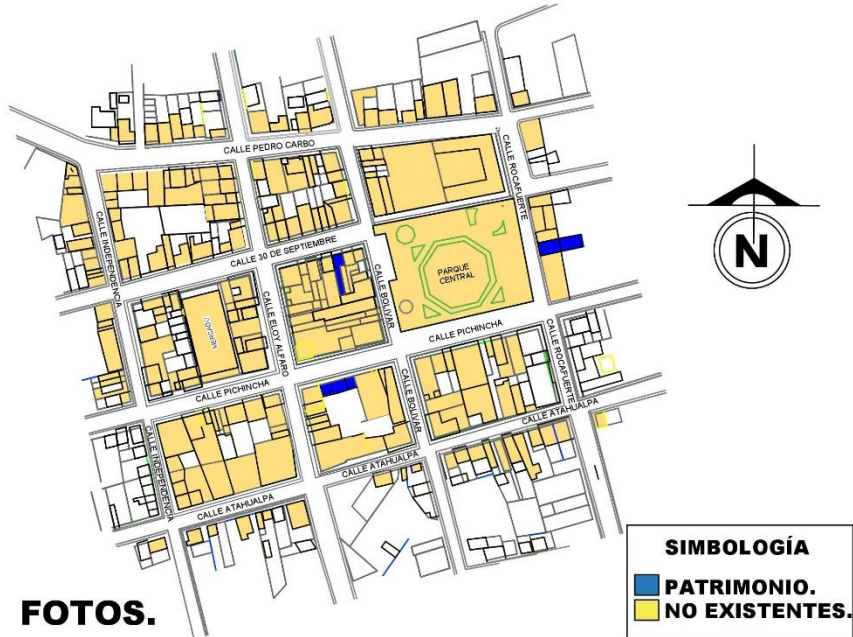 CALLE PEDRO CARBO
CALLE ROCAFUERTE
CALLE INDEPENDENCIA
CALLE 30 DE SEPTIEMBRE
PARQUE
CENTRAL
N
CALLE ELOY ALFARO
CALLE BOLIVAR
MERCADO
CALLE PICHINCHA
CALLE PICHINCHA
CALLE ROCAFUERTE
CALLE BOLIVAR
CALLE ATAHUALPA
CALLE INDEPENDENCIA
CALLE ATAHUALPA
CALLE ATAHUALPA
SIMBOLOGÍA
PATRIMONIO.
NO EXISTENTES.
FOTOS.